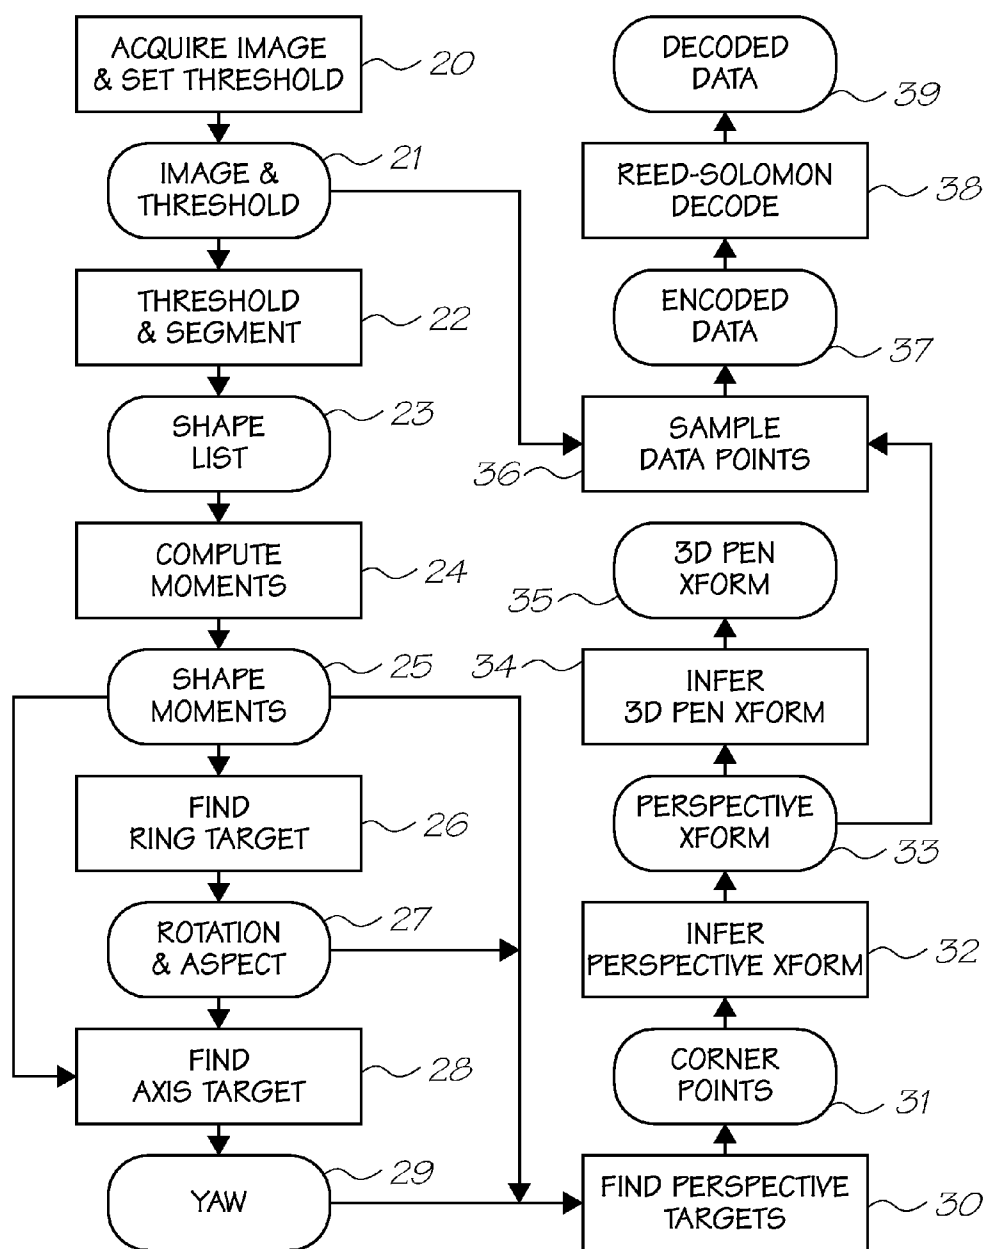 ACQUIRE IMAGE
& SET THRESHOLD
20
IMAGE &
THRESHOLD
21
THRESHOLD
& SEGMENT
22
SHAPE
LIST
23
COMPUTE
MOMENTS
24
SHAPE
MOMENTS
25
FIND
RING TARGET
26
ROTATION
& ASPECT
27
FIND
AXIS TARGET
28
YAW
29
DECODED
DATA
39
REED-SOLOMON
DECODE
38
ENCODED
DATA
37
SAMPLE
DATA POINTS
36
3D PEN
XFORM
35
34
INFER
3D PEN XFORM
PERSPECTIVE
XFORM
33
INFER
PERSPECTIVE XFORM
32
CORNER
POINTS
31
FIND PERSPECTIVE
TARGETS
30